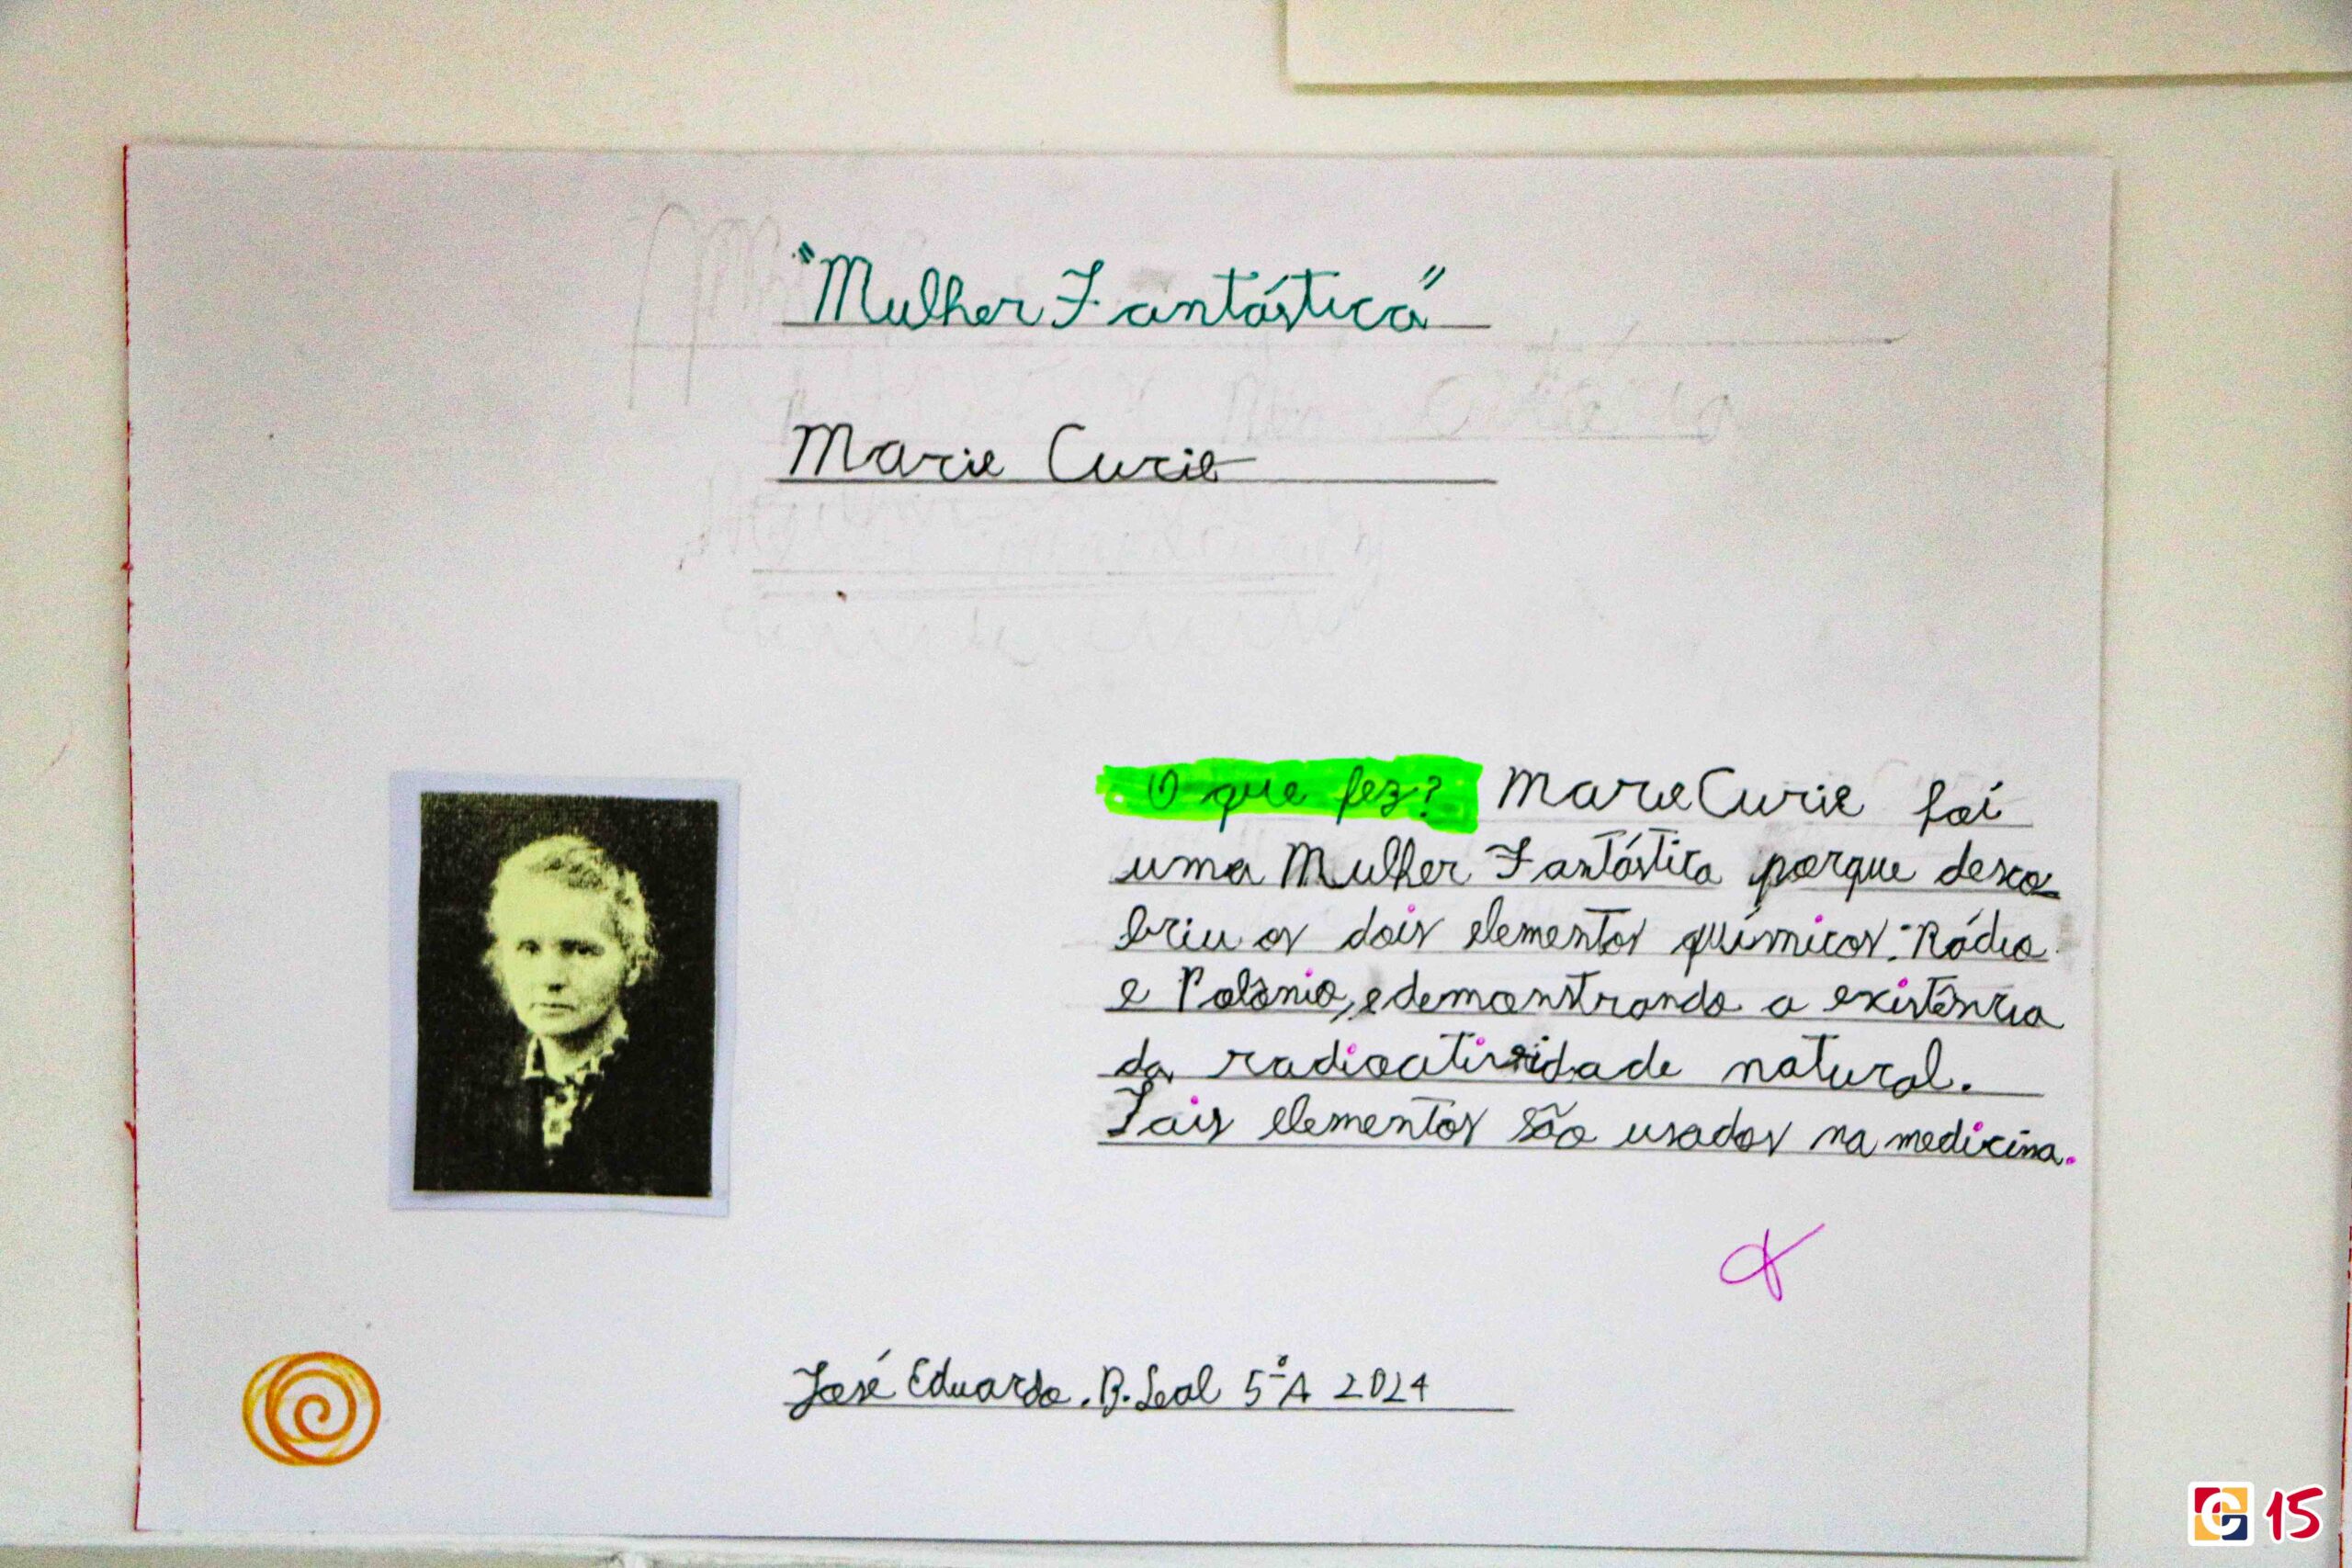 "Mulher Fantástica"
Marie Curie
O que fez? Marie Curie foi
uma Mulher Fantástica porque desco
briu os dois elementos químicos: Rádio
e Polônio, e demonstrando a existência
da radioatividade natural.
Tais elementos são usados na medicina.
José Eduardo. B. Leal 5º A 2024
15